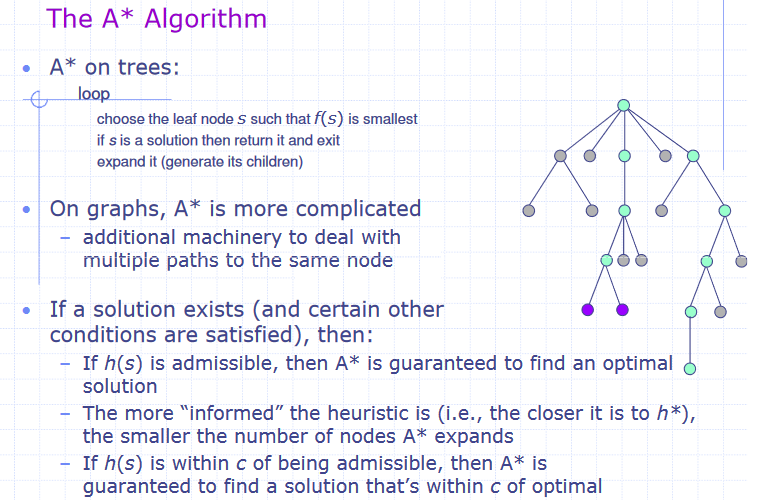 The A* Algorithm
• A* on trees:
loop
choose the leaf node s such that f(s) is smallest
if s is a solution then return it and exit
expand it (generate its children)
• On graphs, A* is more complicated
– additional machinery to deal with
multiple paths to the same node
• If a solution exists (and certain other
conditions are satisfied), then:
– If h(s) is admissible, then A* is guaranteed to find an optimal
solution
– The more “informed” the heuristic is (i.e., the closer it is to h*),
the smaller the number of nodes A* expands
– If h(s) is within c of being admissible, then A* is
guaranteed to find a solution that’s within c of optimal